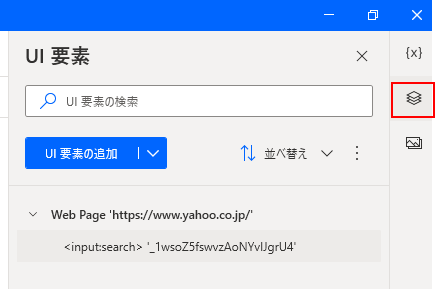 UI 要素
{x}
UI 要素の検索
UI 要素の追加
並べ替え
Web Page 'https://www.yahoo.co.jp/'
<input:search> '_1wsoZ5fswvzAoNYvlJgrU4'